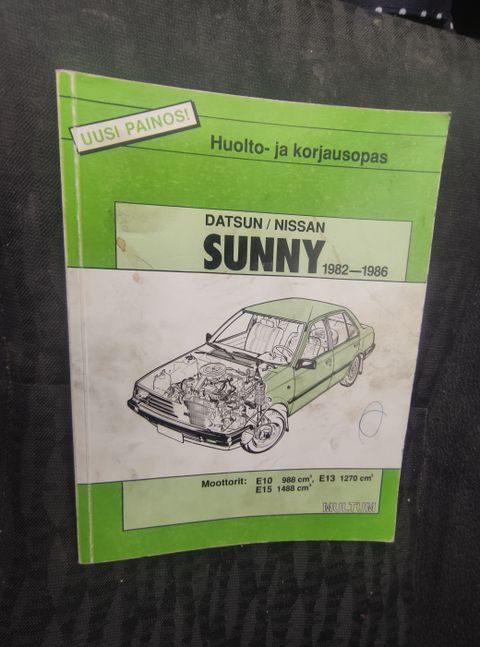 UUSI PAINOS!
Huolto- ja korjausopas
DATSUN / NISSAN
SUNNY 1982—1986
Moottorit: E10 988 cm³, E13 1270 cm³
E15 1488 cm³
MULTUM